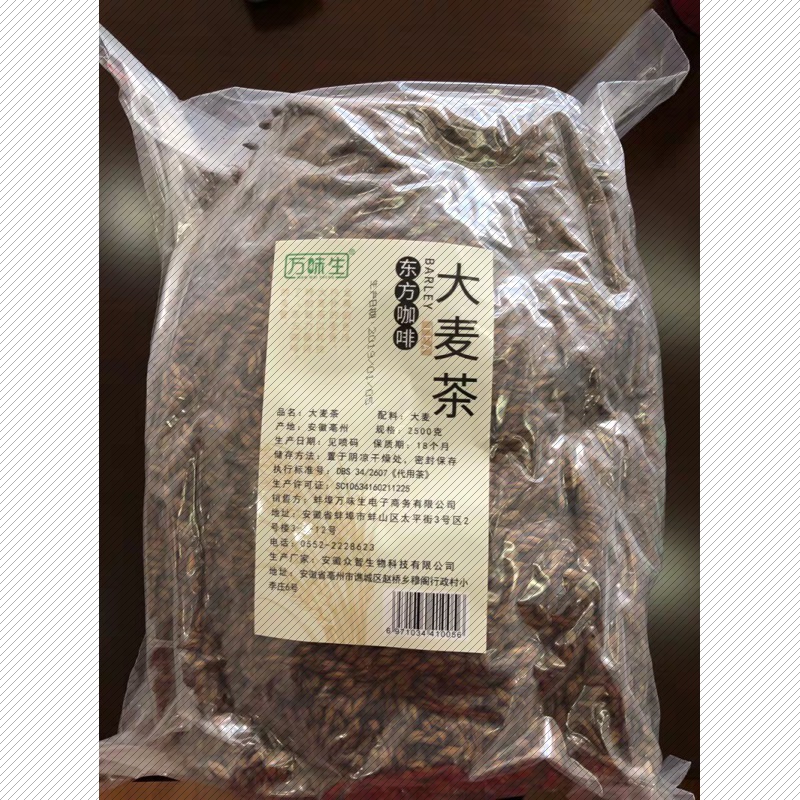 万味生®
大麦茶
BARLEY
东方咖啡
生产日期 2019/01/05
品名：大麦茶 配料：大麦
产地：安徽亳州 规格：2500克
生产日期：见喷码 保质期：18个月
储存方法：置于阴凉干燥处，密封保存
执行标准号：DBS 34/2607《代用茶》
生产许可证：SC10634160211225
销售方：蚌埠万味生电子商务有限公司
地址：安徽省蚌埠市蚌山区太平街3号区2
号楼3- 12号
电话：0552-2228623
生产厂家：安徽众智生物科技有限公司
地址：安徽省亳州市谯城区赵桥乡穆阁行政村小
李庄6号
6 971034 410056